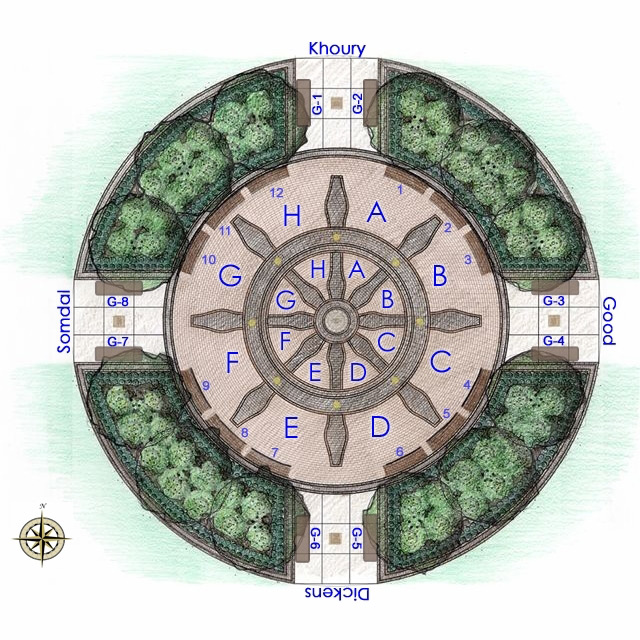 Khoury
G-1 G-2
12 1
H A
11 2
10 G B 3
H A
G B
Somdal G-8 G-3 Good
G-7 G-4
F C
E D
F C
9 4
8 E D 5
7 6
G-6 G-5
Dickens
N